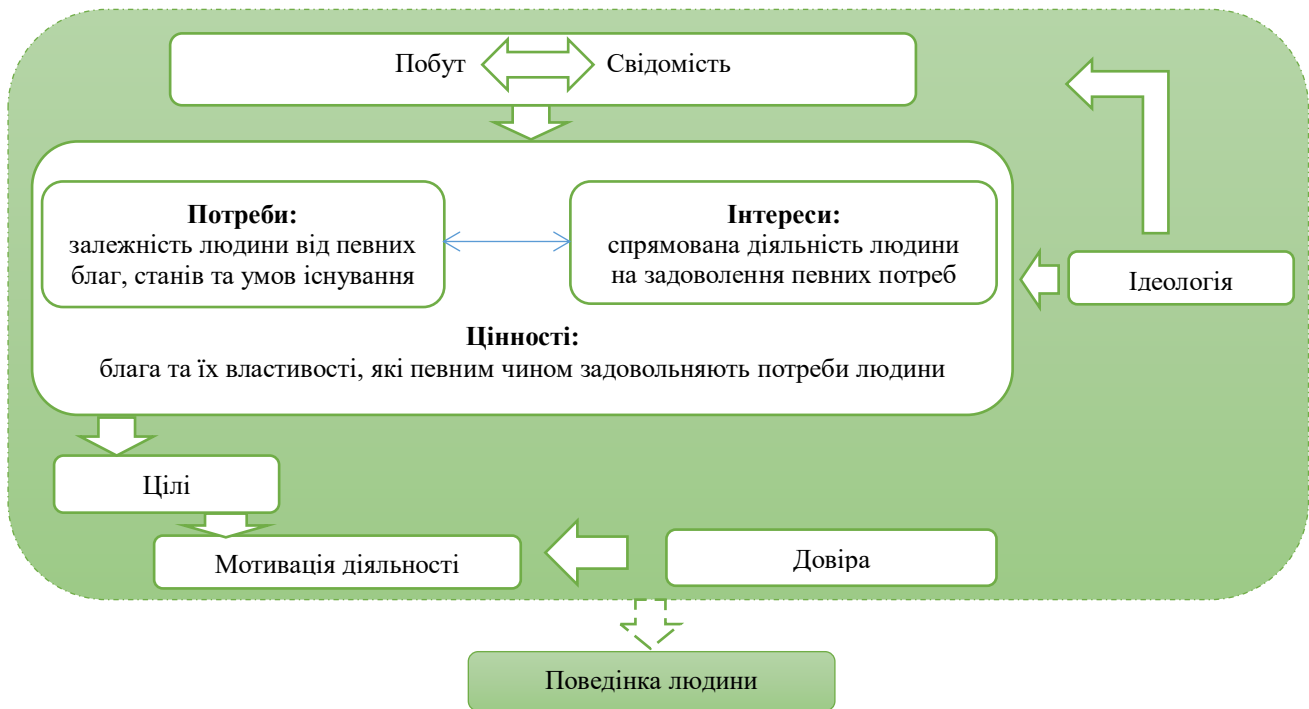 Побут Свідомість
Потреби:
залежність людини від певних
благ, станів та умов існування
Інтереси:
спрямована діяльність людини
на задоволення певних потреб
Ідеологія
Цінності:
блага та їх властивості, які певним чином задовольняють потреби людини
Цілі
Мотивація діяльності
Довіра
Поведінка людини